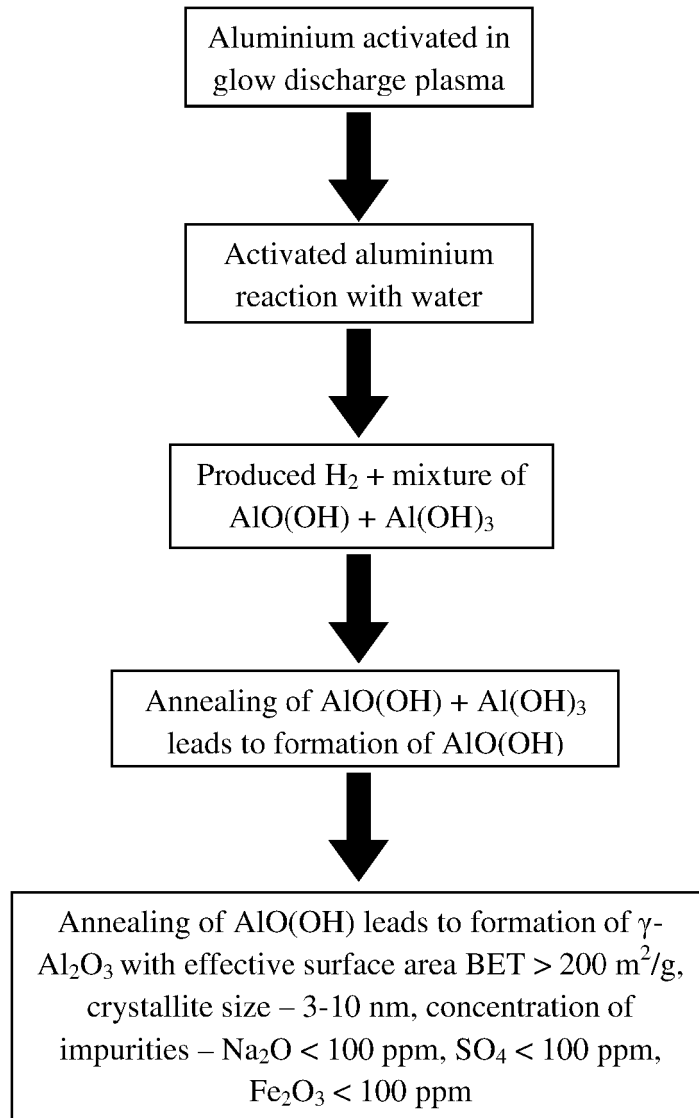 Aluminium activated in
glow discharge plasma
Activated aluminium
reaction with water
Produced H₂ + mixture of
AlO(OH) + Al(OH)₃
Annealing of AlO(OH) + Al(OH)₃
leads to formation of AlO(OH)
Annealing of AlO(OH) leads to formation of γ-
Al₂O₃ with effective surface area BET > 200 m²/g,
crystallite size – 3-10 nm, concentration of
impurities – Na₂O < 100 ppm, SO₄ < 100 ppm,
Fe₂O₃ < 100 ppm